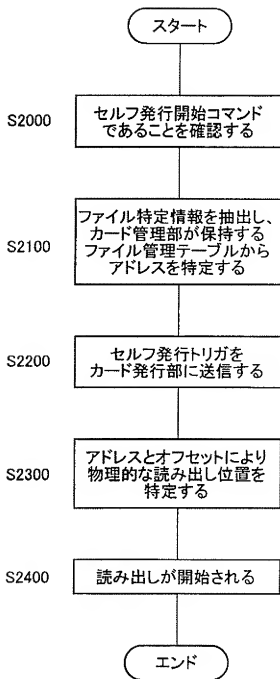 スタート
S2000
セルフ発行開始コマンド
であることを確認する
S2100
ファイル特定情報を抽出し、
カード管理部が保持する
ファイル管理テーブルから
アドレスを特定する
S2200
セルフ発行トリガを
カード発行部に送信する
S2300
アドレスとオフセットにより
物理的な読み出し位置を
特定する
S2400
読み出しが開始される
エンド